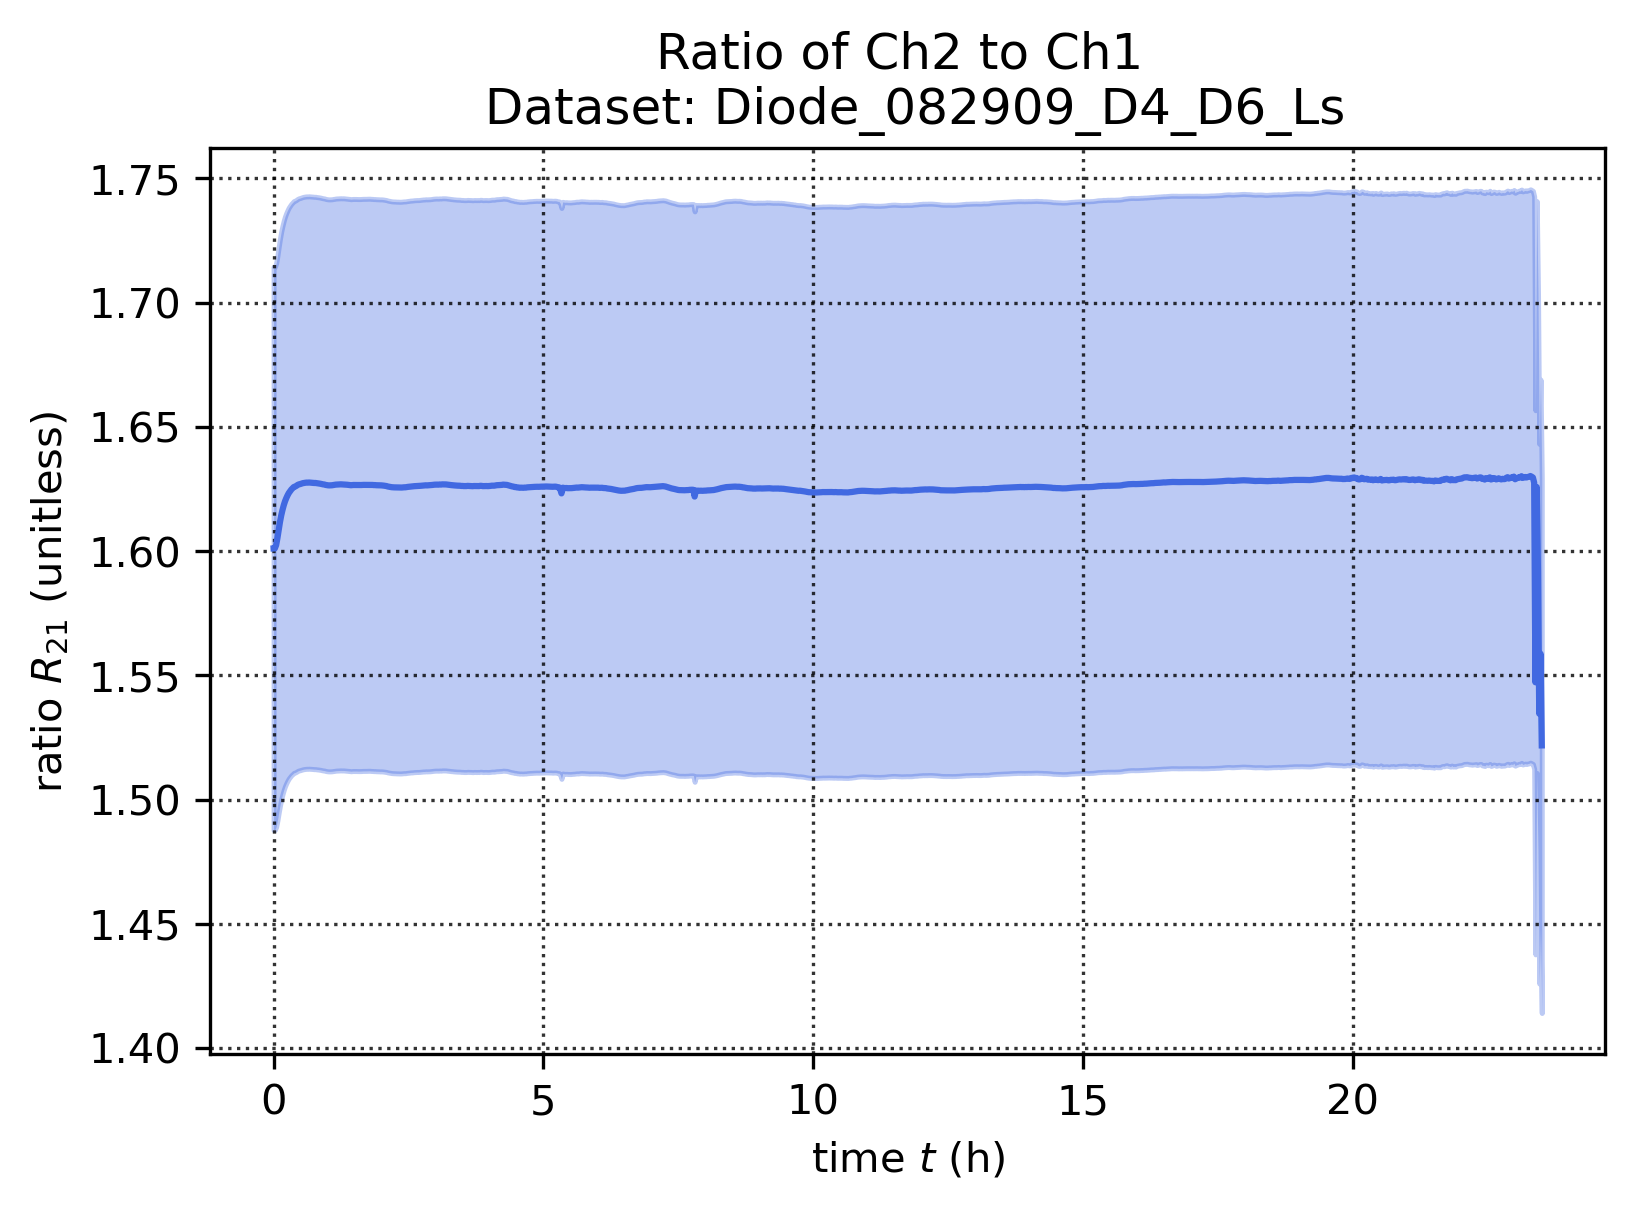 Ratio of Ch2 to Ch1
Dataset: Diode_082909_D4_D6_Ls
1.75
1.70
1.65
1.60
1.55
1.50
1.45
1.40
ratio R₂₁ (unitless)
0 5 10 15 20
time t (h)